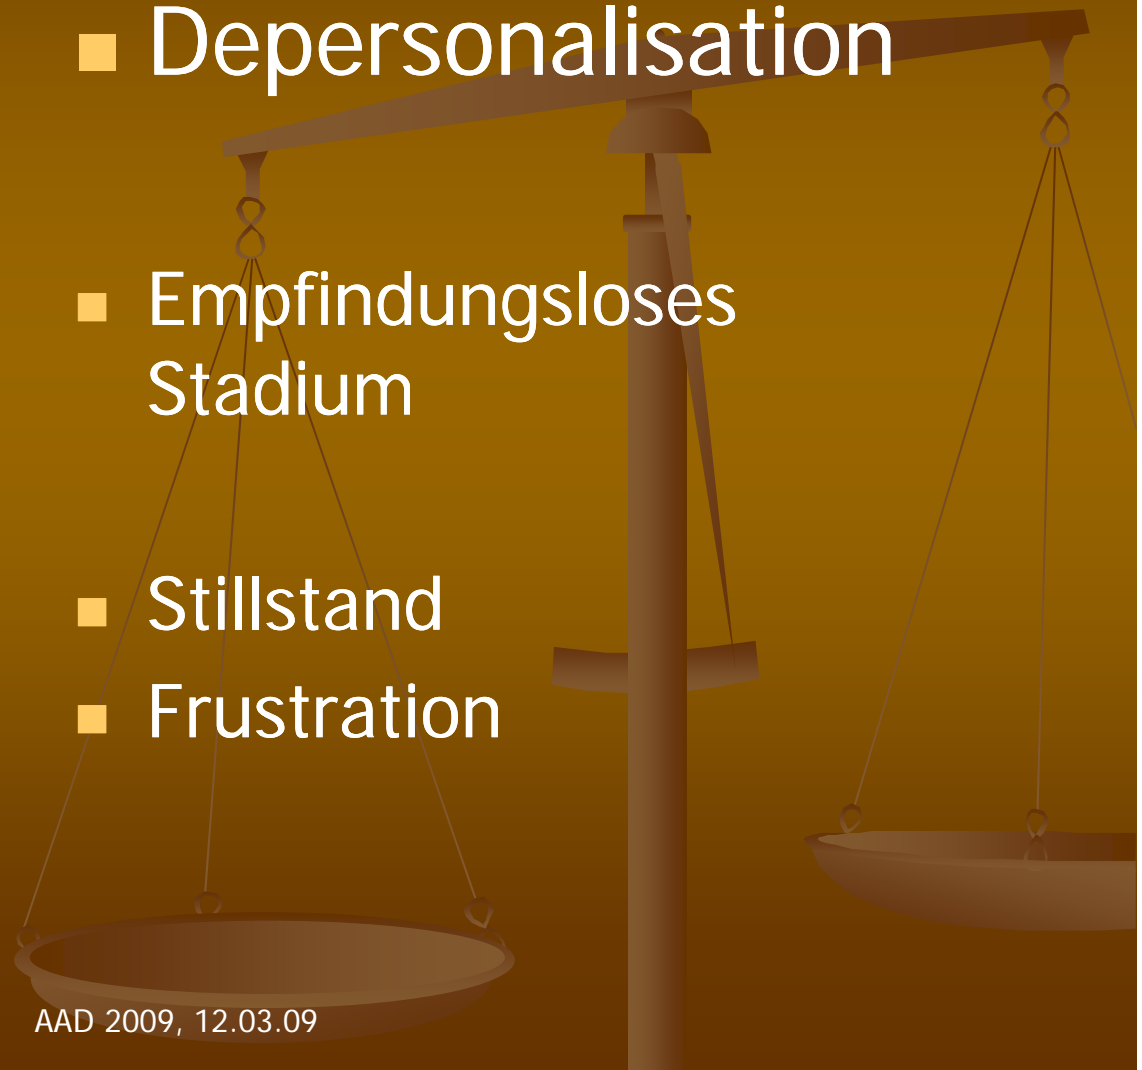 Depersonalisation
Empfindungsloses
Stadium
Stillstand
Frustration
AAD 2009, 12.03.09